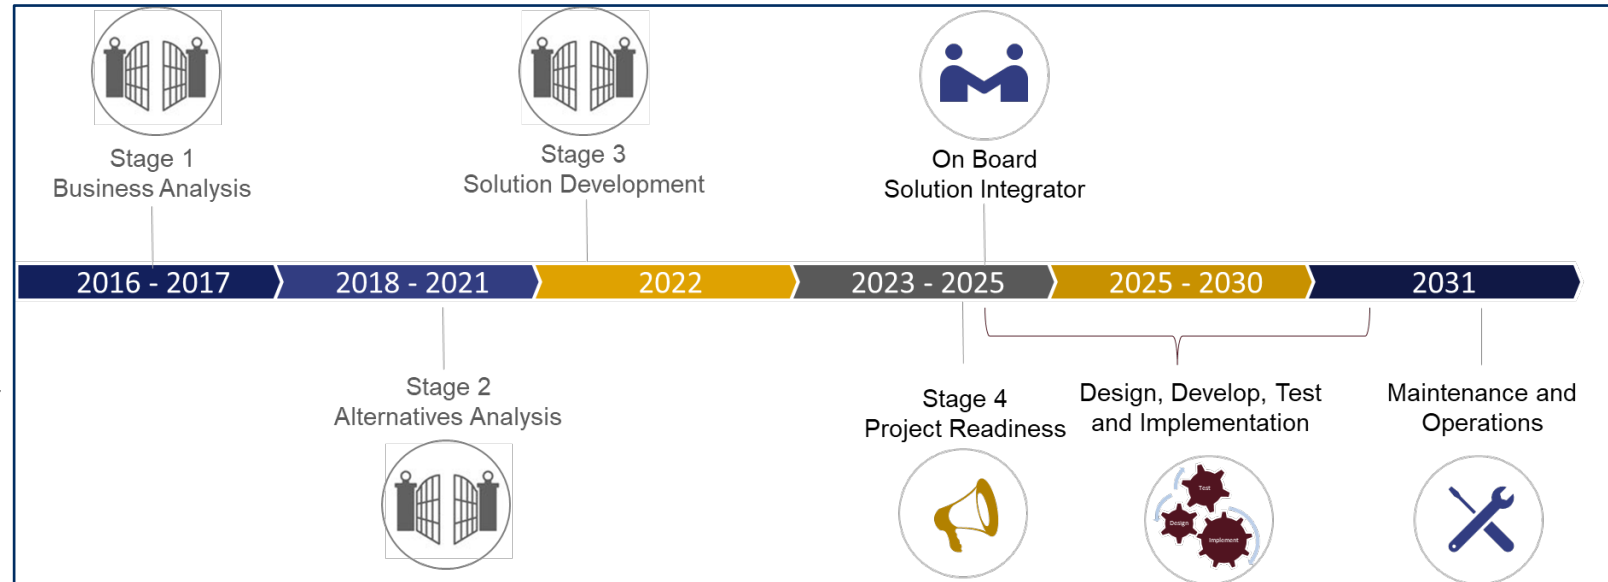 Stage 1
Business Analysis
Stage 3
Solution Development
On Board
Solution Integrator
2016 - 2017
2018 - 2021
2022
2023 - 2025
2025 - 2030
2031
Stage 2
Alternatives Analysis
Stage 4
Project Readiness
Design, Develop, Test
and Implementation
Maintenance and
Operations
Test
Design
Implement